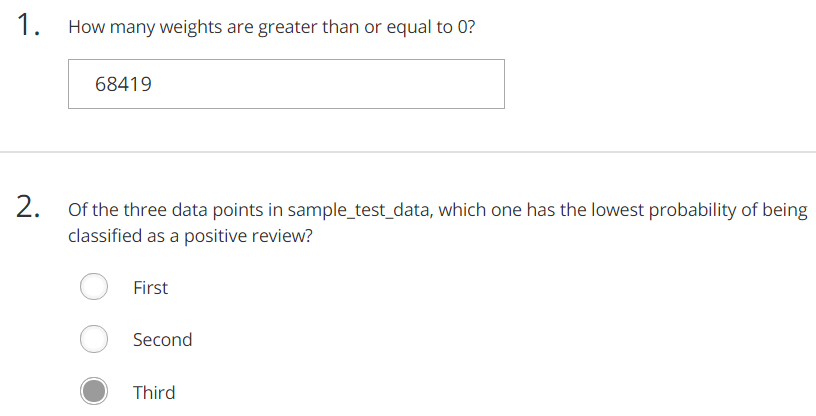 1. How many weights are greater than or equal to 0?
68419
2. Of the three data points in sample_test_data, which one has the lowest probability of being
classified as a positive review?
First
Second
Third